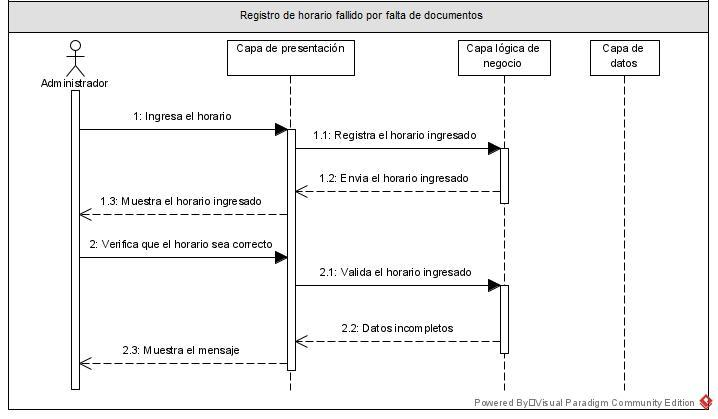 Registro de horario fallido por falta de documentos
Capa de presentación
Capa lógica de
negocio
Capa de
datos
Administrador
1: Ingresa el horario
1.1: Registra el horario ingresado
1.2: Envia el horario ingresado
1.3: Muestra el horario ingresado
2: Verifica que el horario sea correcto
2.1: Valida el horario ingresado
2.2: Datos incompletos
2.3: Muestra el mensaje
Powered By□Visual Paradigm Community Edition